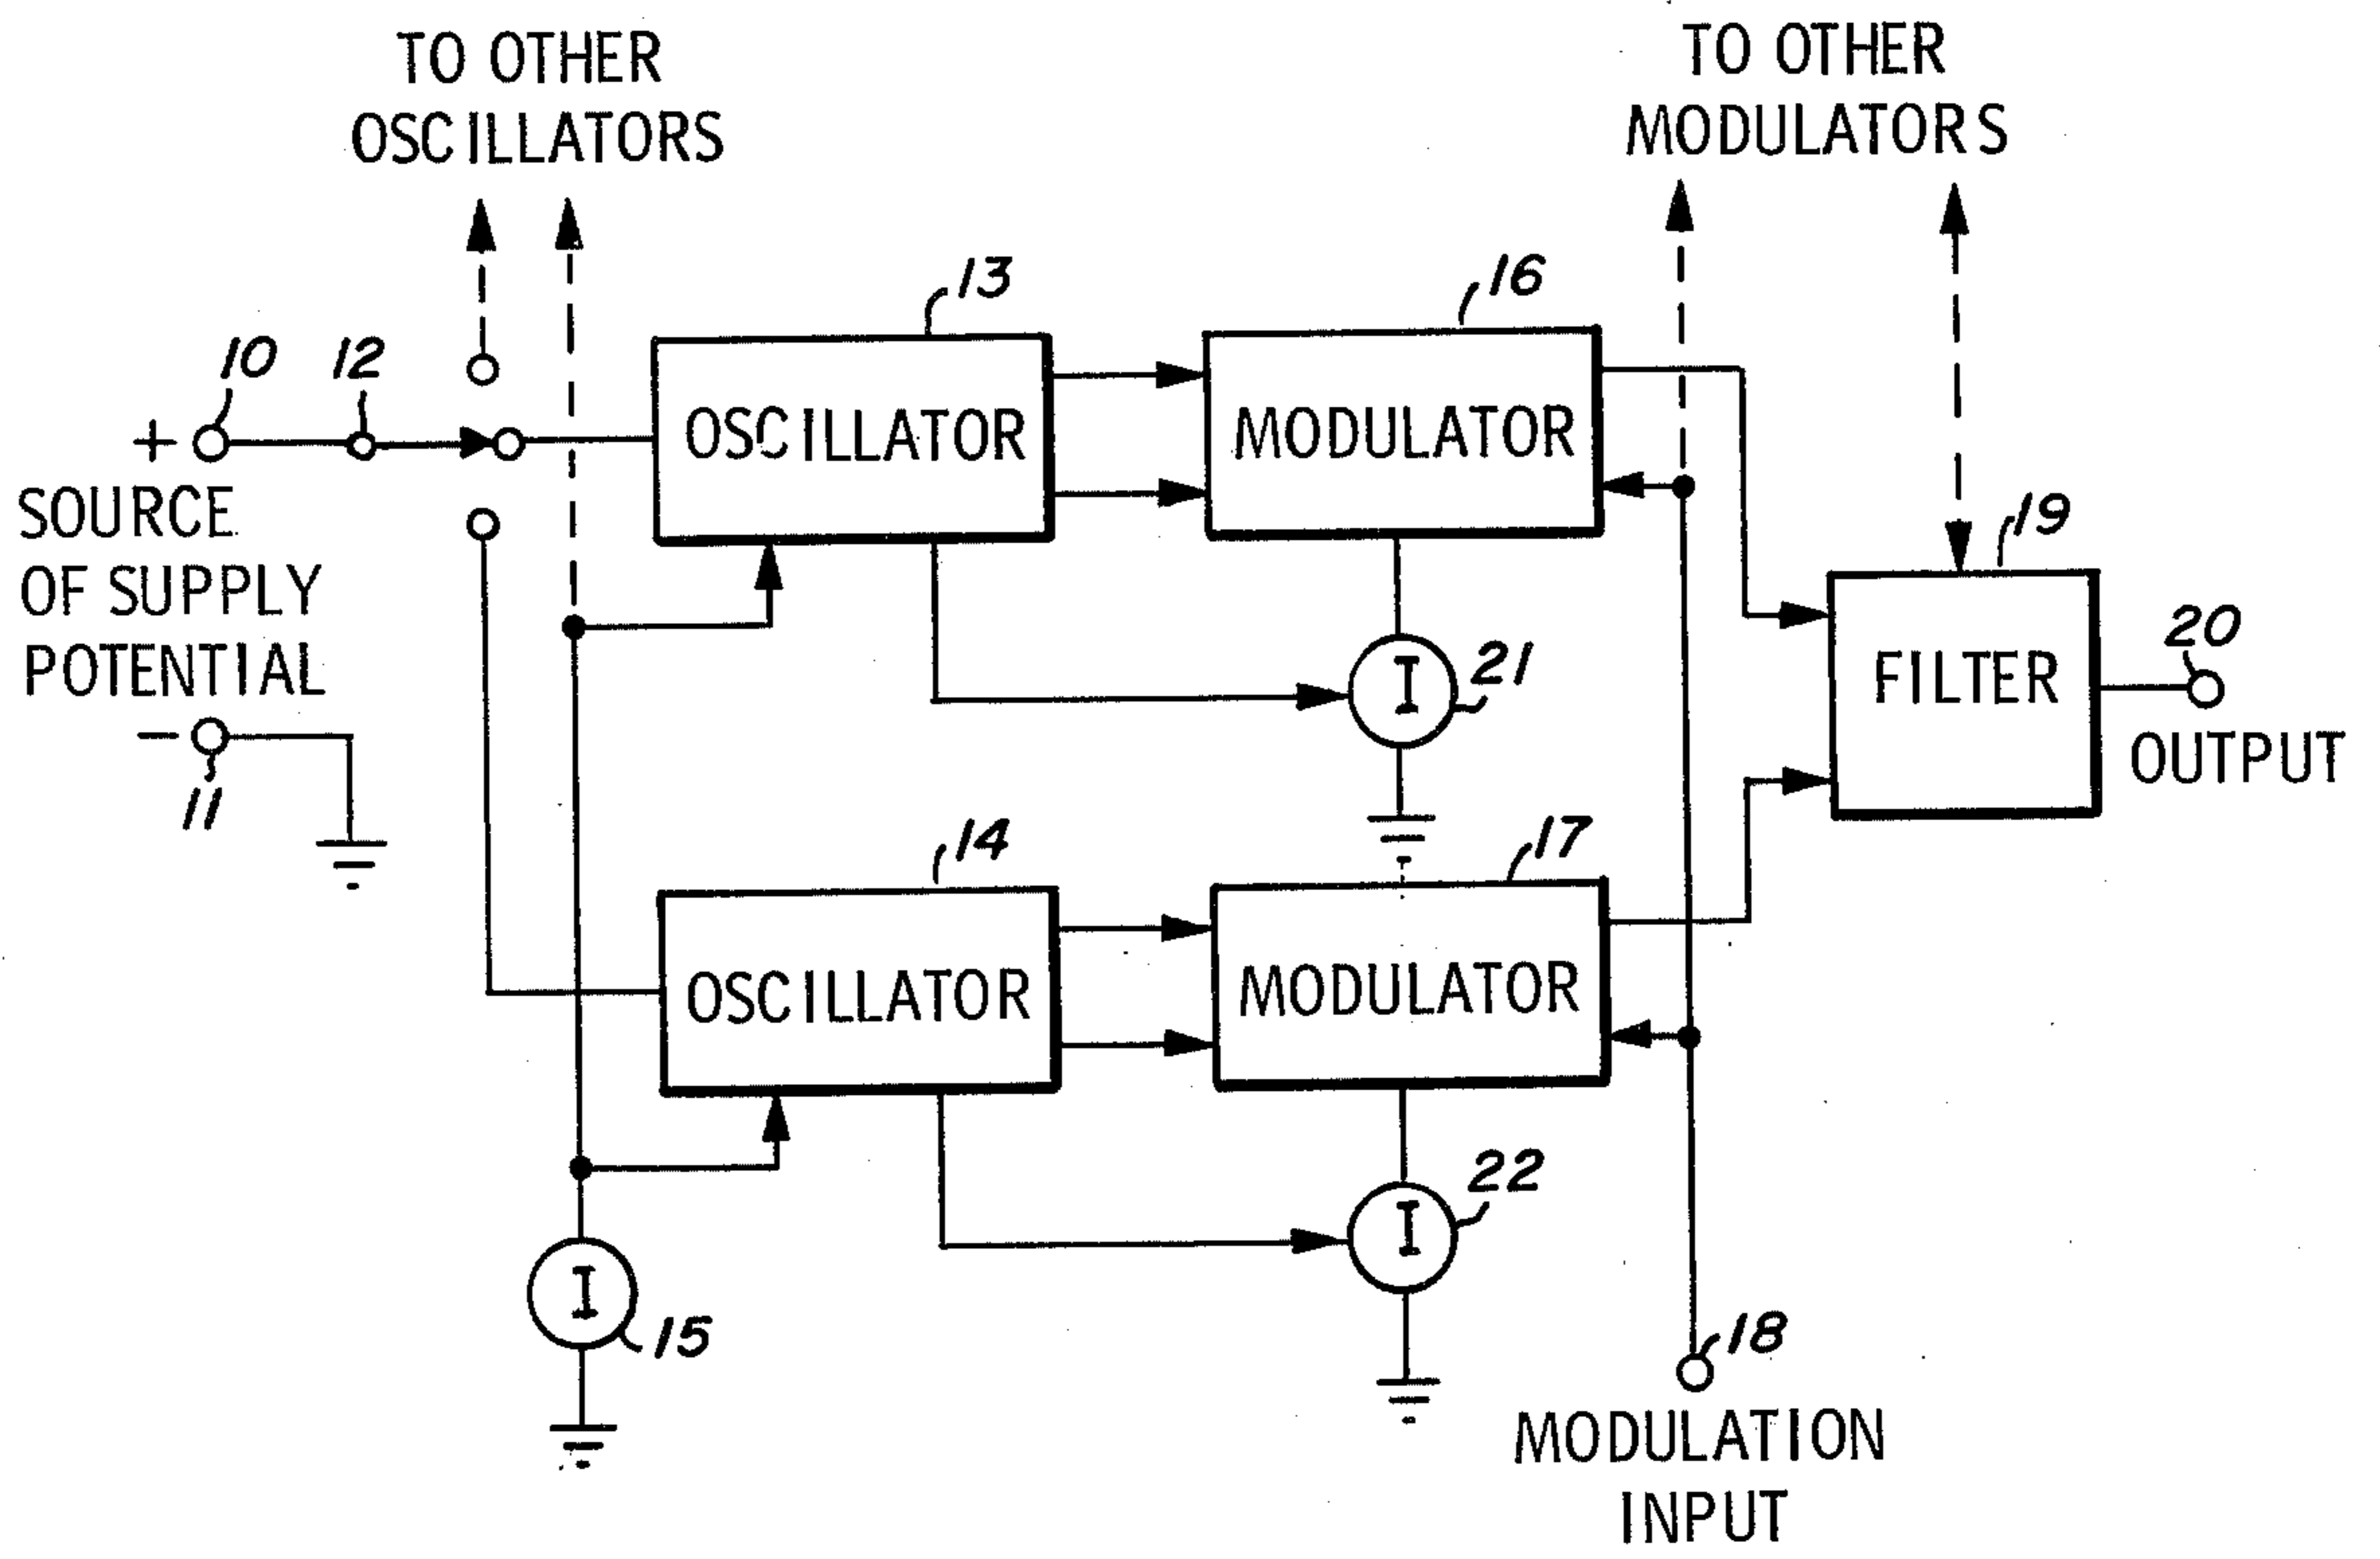 TO OTHER
OSCILLATORS
TO OTHER
MODULATORS
13
16
10
12
+
OSCILLATOR
MODULATOR
SOURCE
OF SUPPLY
POTENTIAL
19
20
I
21
FILTER
OUTPUT
-
11
14
17
OSCILLATOR
MODULATOR
I
22
I
15
18
MODULATION
INPUT